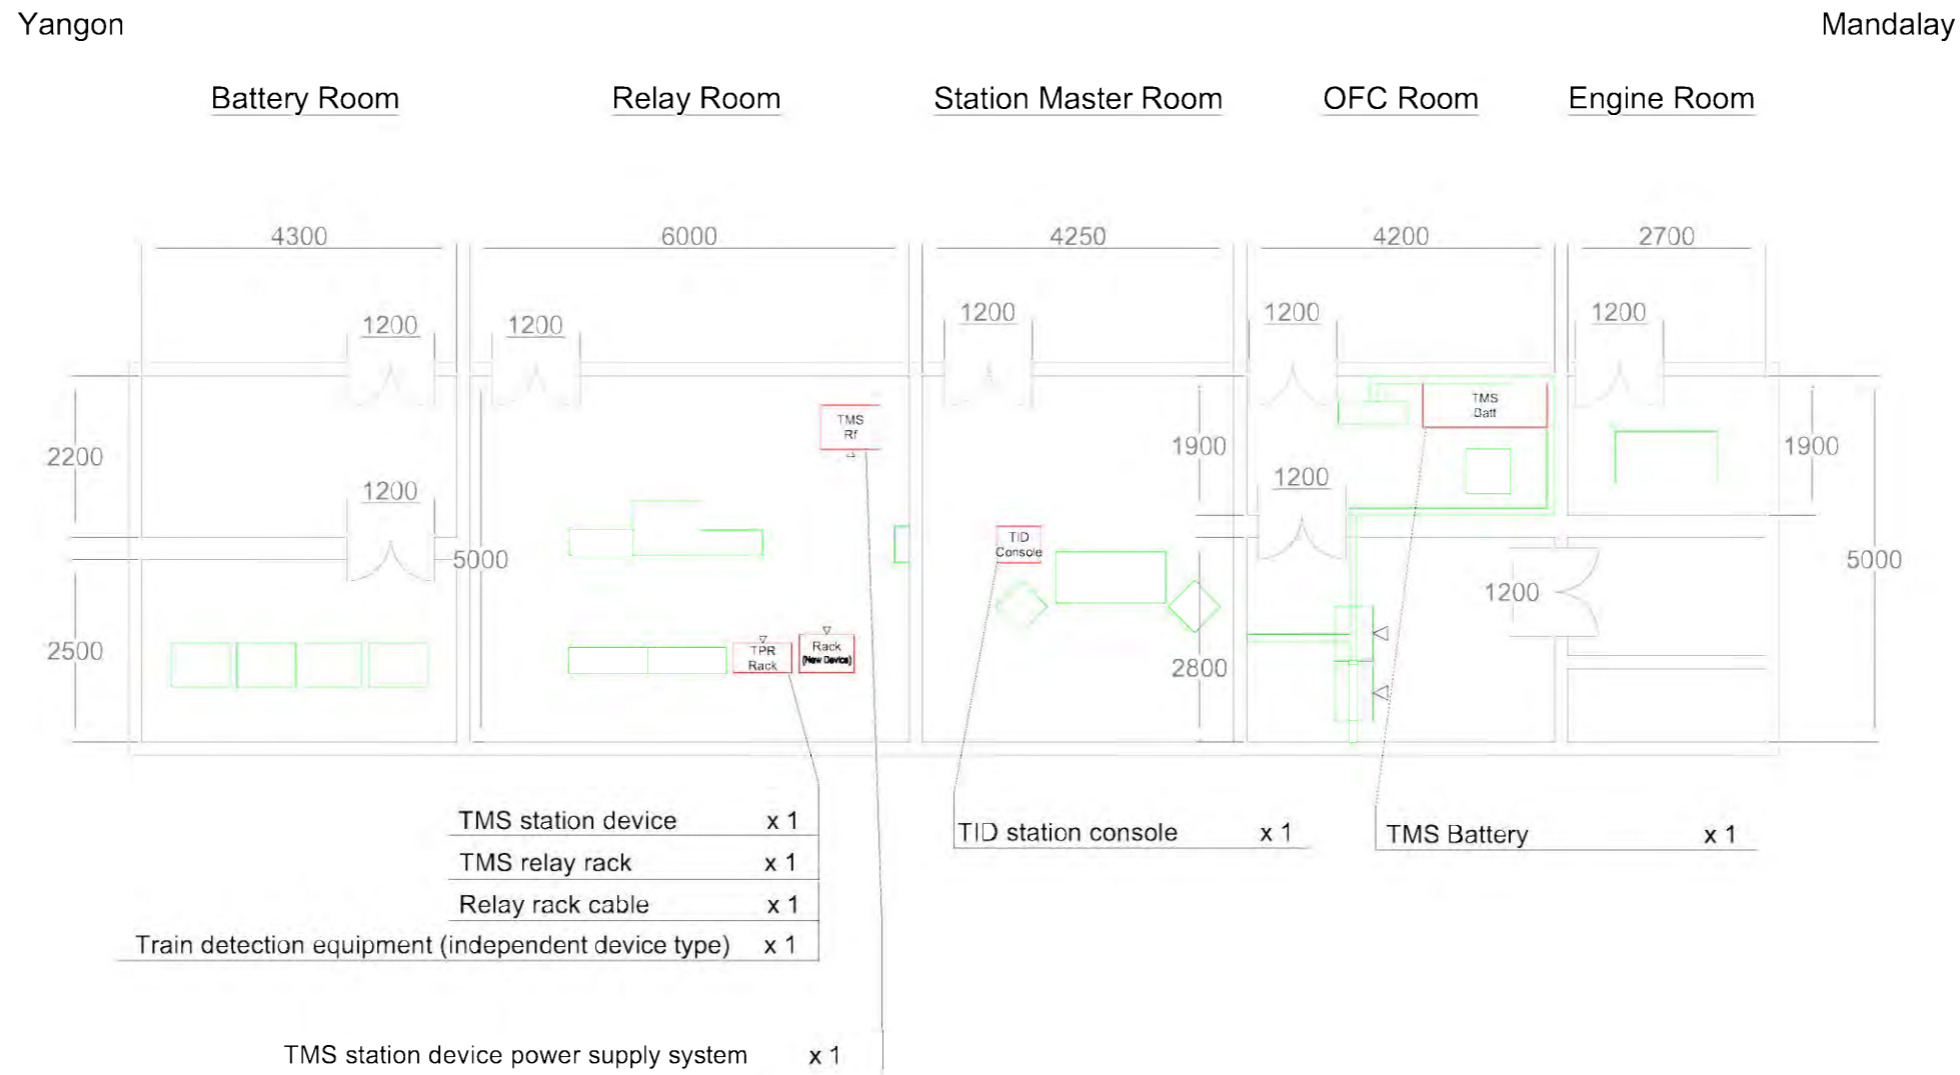 Yangon
Mandalay
Battery Room
Relay Room
Station Master Room
OFC Room
Engine Room
4300
6000
4250
4200
2700
1200
1200
1200
1200
1200
TMS
Rf
TMS
Batt
2200
1900
1900
1200
1200
TID
Console
5000
5000
1200
2500
TPR
Rack
Rack
(New Device)
2800
TMS station device x 1
TMS relay rack x 1
Relay rack cable x 1
Train detection equipment (independent device type) x 1
TID station console x 1
TMS Battery x 1
TMS station device power supply system x 1